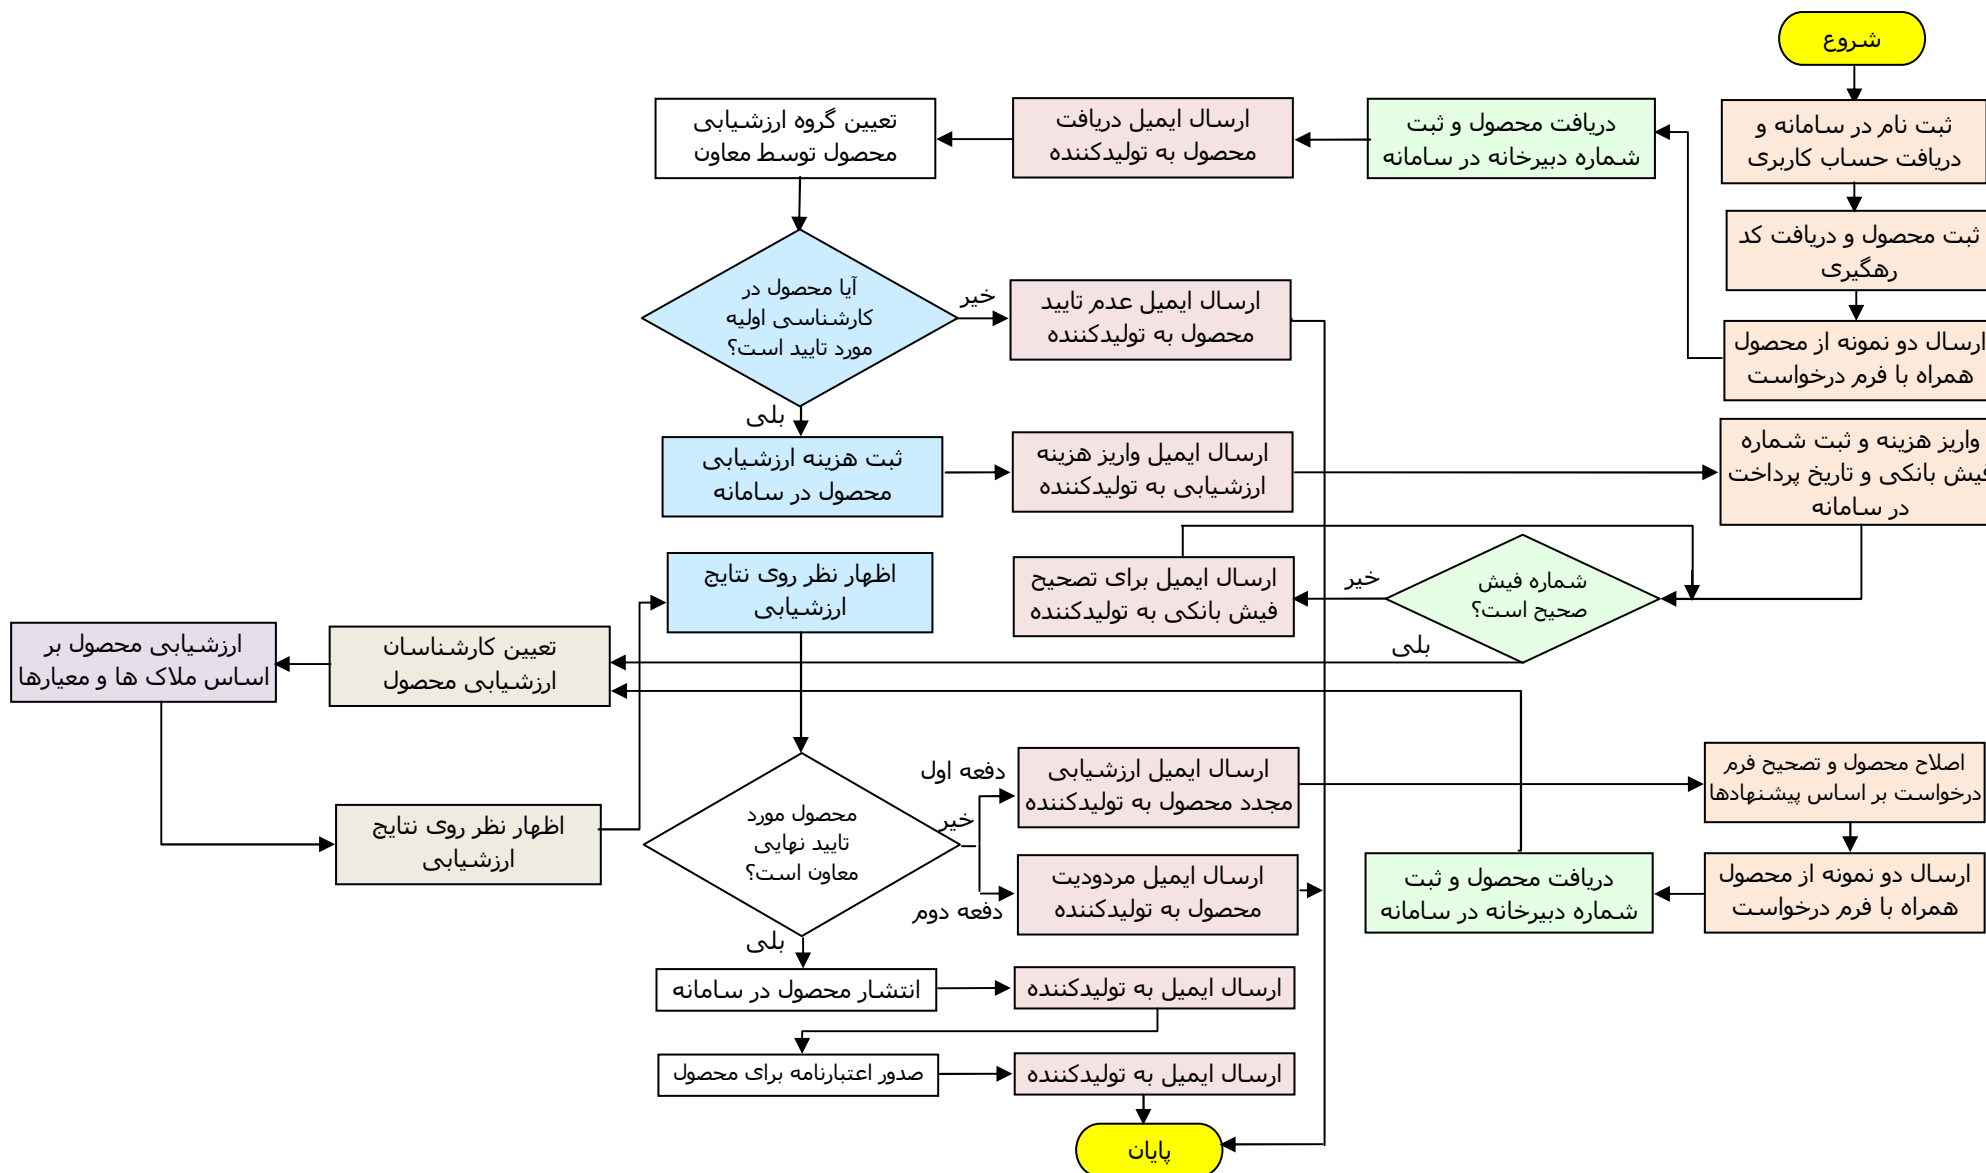 شروع
ثبت نام در سامانه و
دریافت حساب کاربری
ثبت محصول و دریافت کد
رهگیری
ارسال دو نمونه از محصول
همراه با فرم درخواست
دریافت محصول و ثبت
شماره دبیرخانه در سامانه
ارسال ایمیل دریافت
محصول به تولیدکننده
تعیین گروه ارزشیابی
محصول توسط معاون
آیا محصول در
کارشناسی اولیه
مورد تایید است؟
خیر
ارسال ایمیل عدم تایید
محصول به تولیدکننده
بلی
ثبت هزینه ارزشیابی
محصول در سامانه
ارسال ایمیل واریز هزینه
ارزشیابی به تولیدکننده
واریز هزینه و ثبت شماره
فیش بانکی و تاریخ پرداخت
در سامانه
شماره فیش
صحیح است؟
خیر
ارسال ایمیل برای تصحیح
فیش بانکی به تولیدکننده
بلی
تعیین کارشناسان
ارزشیابی محصول
ارزشیابی محصول بر
اساس ملاک ها و معیارها
اظهار نظر روی نتایج
ارزشیابی
اظهار نظر روی نتایج
ارزشیابی
محصول مورد
تایید نهایی
معاون است؟
خیر
دفعه اول
ارسال ایمیل ارزشیابی
مجدد محصول به تولیدکننده
اصلاح محصول و تصحیح فرم
درخواست بر اساس پیشنهادها
ارسال دو نمونه از محصول
همراه با فرم درخواست
دریافت محصول و ثبت
شماره دبیرخانه در سامانه
دفعه دوم
ارسال ایمیل مردودیت
محصول به تولیدکننده
بلی
انتشار محصول در سامانه
ارسال ایمیل به تولیدکننده
صدور اعتبارنامه برای محصول
ارسال ایمیل به تولیدکننده
پایان